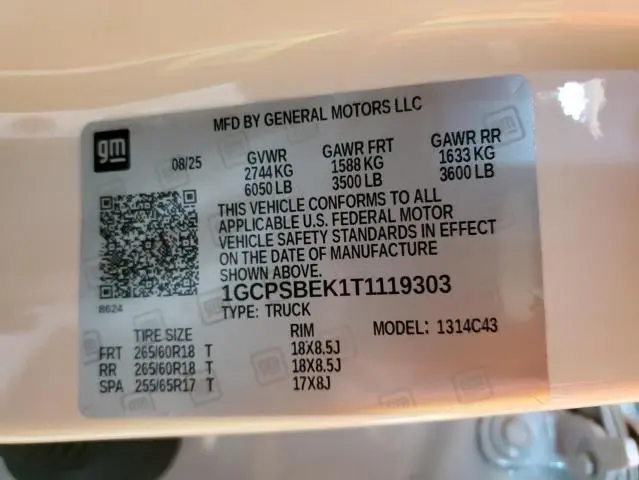 MFD BY GENERAL MOTORS LLC
gm
08/25 GVWR GAWR FRT GAWR RR
2744 KG 1588 KG 1633 KG
6050 LB 3500 LB 3600 LB
THIS VEHICLE CONFORMS TO ALL
APPLICABLE U.S. FEDERAL MOTOR
VEHICLE SAFETY STANDARDS IN EFFECT
ON THE DATE OF MANUFACTURE
SHOWN ABOVE.
1GCPSBEK1T1119303
8624
TYPE: TRUCK
TIRE SIZE RIM MODEL: 1314C43
FRT 265/60R18 T 18X8.5J
RR 265/60R18 T 18X8.5J
SPA 255/65R17 T 17X8J